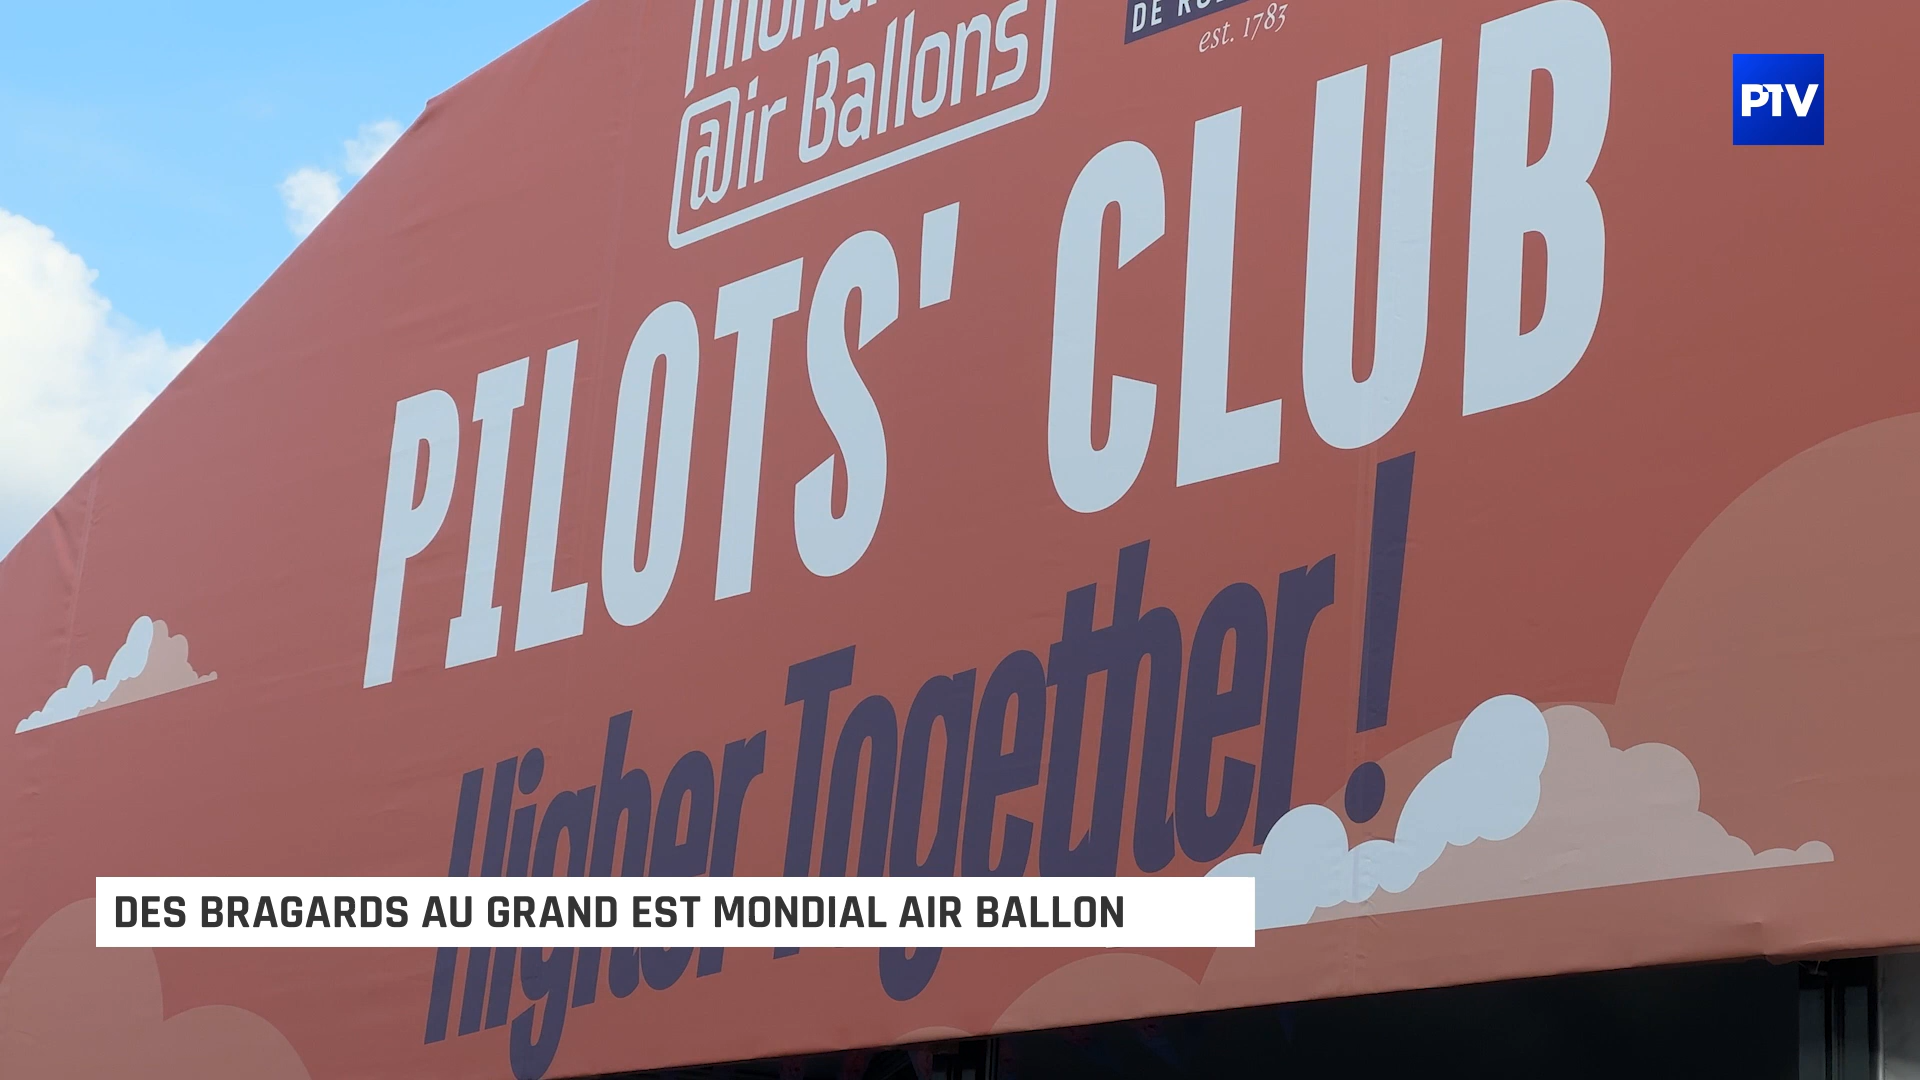 @ir Ballons
est. 1783
PTV
PILOTS' CLUB
Higher Together !
DES BRAGARDS AU GRAND EST MONDIAL AIR BALLON